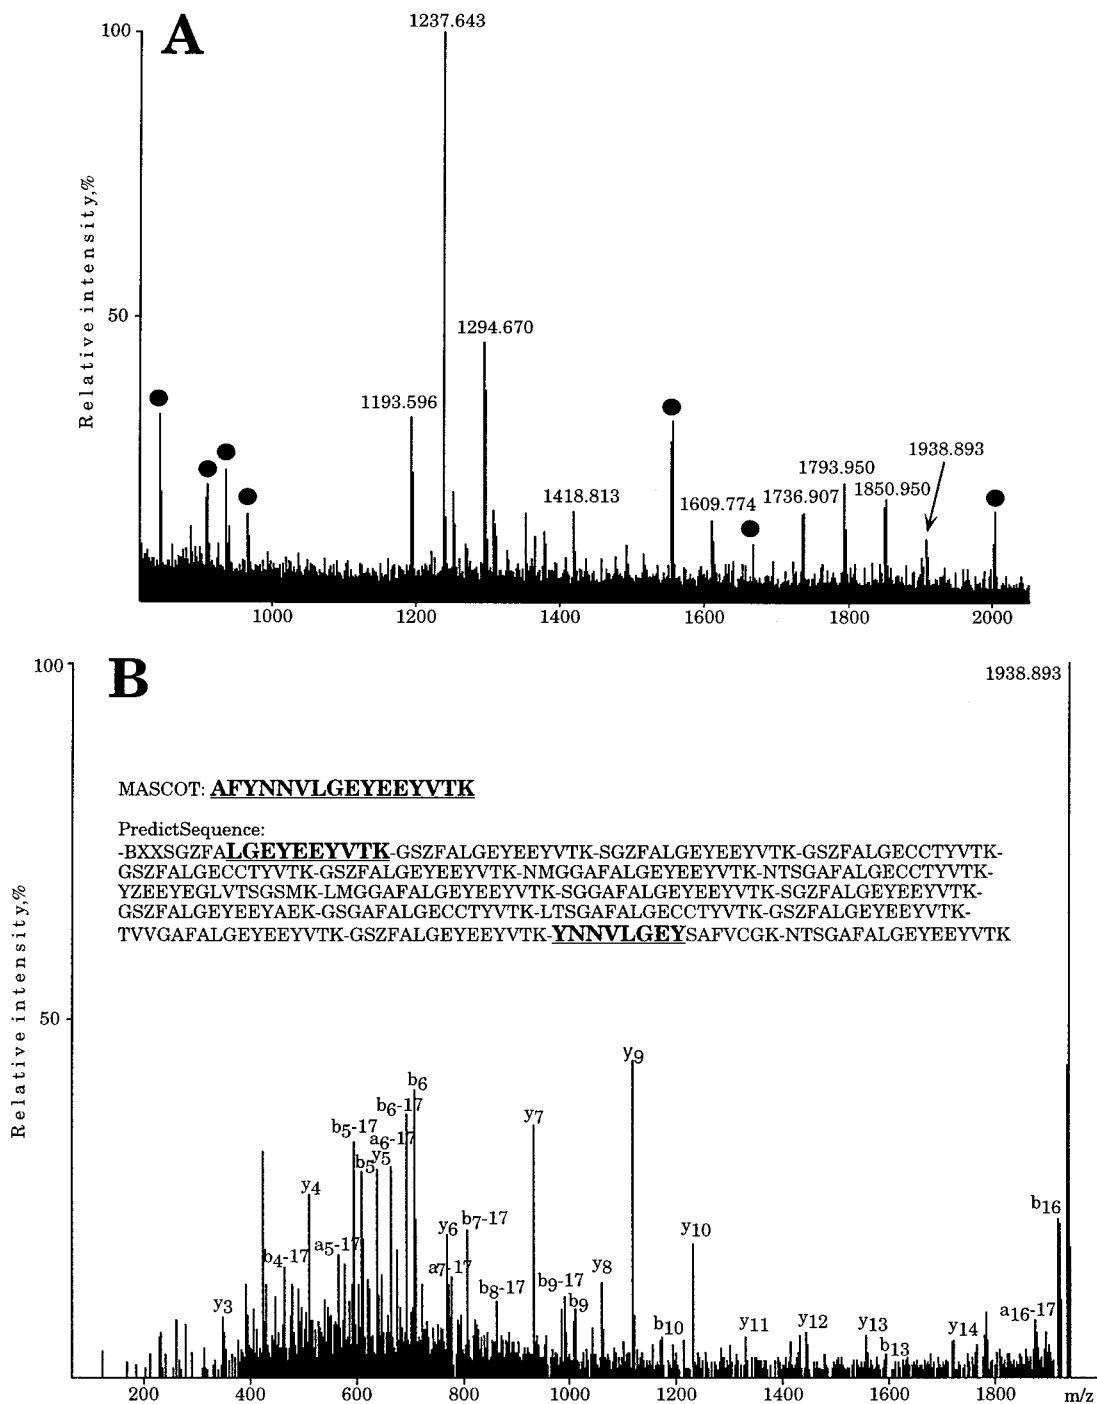 A
100
1237.643
50
Relative intensity,%
1294.670
1193.596
1418.813
1609.774
1736.907
1793.950
1850.950
1938.893
1000
1200
1400
1600
1800
2000
B
100
1938.893
MASCOT: AFYNNVLGEYEEYVTK
PredictSequence:
-BXXSGZFALGEYEEYVTK-GSZFALGEYEEYVTK-SGZFALGEYEEYVTK-GSZFALGECCTYVTK-
GSZFALGECCTYVTK-GSZFALGEYEEYVTK-NMGGAFALGEYEEYVTK-NTSGAFALGECCTYVTK-
YZEEYEGLVTSGSMK-LMGGAFALGEYEEYVTK-SGGAFALGEYEEYVTK-SGZFALGEYEEYVTK-
GSZFALGEYEEYAEK-GSGAFALGECCTYVTK-LTSGAFALGECCTYVTK-GSZFALGEYEEYVTK-
TVVGAFALGEYEEYVTK-GSZFALGEYEEYVTK-YNNVLGEYSAFVCGK-NTSGAFALGEYEEYVTK
50
Relative intensity,%
y3
b4-17
y4
a5-17
b5-17
b5
y5
a6-17
b6-17
b6
y6
a7-17
b7-17
b8-17
y7
b9-17
b9
y8
y9
b10
y10
y11
y12
y13
b13
y14
a16-17
b16
200
400
600
800
1000
1200
1400
1600
1800
m/z